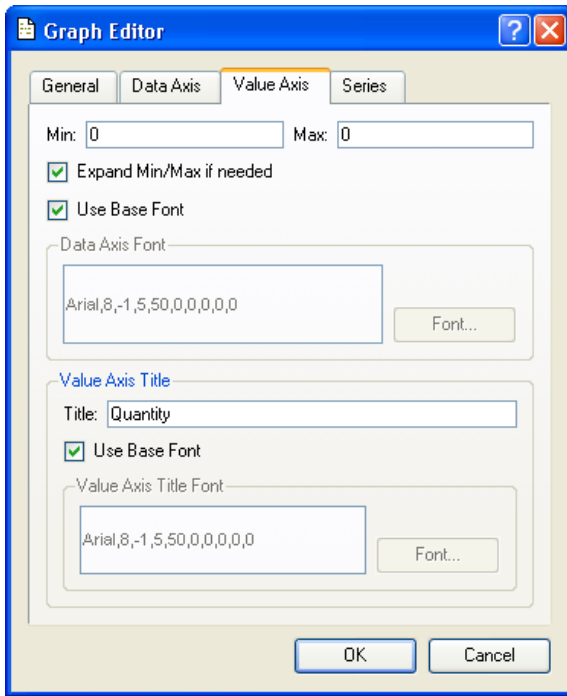 Graph Editor
General Data Axis Value Axis Series
Min: 0 Max: 0
Expand Min/Max if needed
Use Base Font
Data Axis Font
Arial,8,-1,5,50,0,0,0,0,0
Font...
Value Axis Title
Title: Quantity
Use Base Font
Value Axis Title Font
Arial,8,-1,5,50,0,0,0,0,0
Font...
OK Cancel